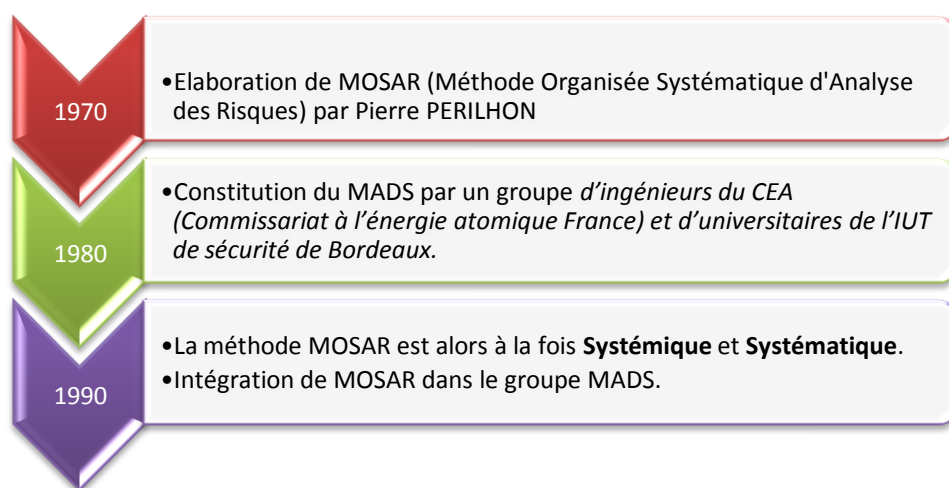 1970
•Elaboration de MOSAR (Méthode Organisée Systématique d'Analyse
des Risques) par Pierre PERILHON
1980
•Constitution du MADS par un groupe d’ingénieurs du CEA
(Commissariat à l’énergie atomique France) et d’universitaires de l’IUT
de sécurité de Bordeaux.
1990
•La méthode MOSAR est alors à la fois Systémique et Systématique.
•Intégration de MOSAR dans le groupe MADS.